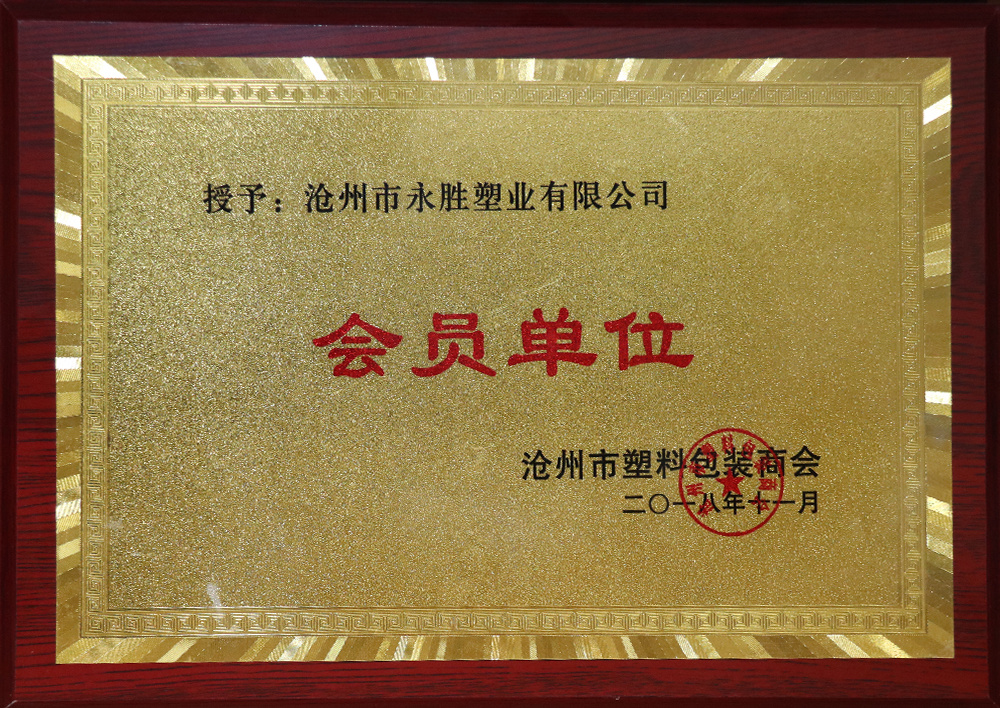 授予：沧州市永胜塑业有限公司
会员单位
沧州市塑料包装商会
二〇一八年十一月